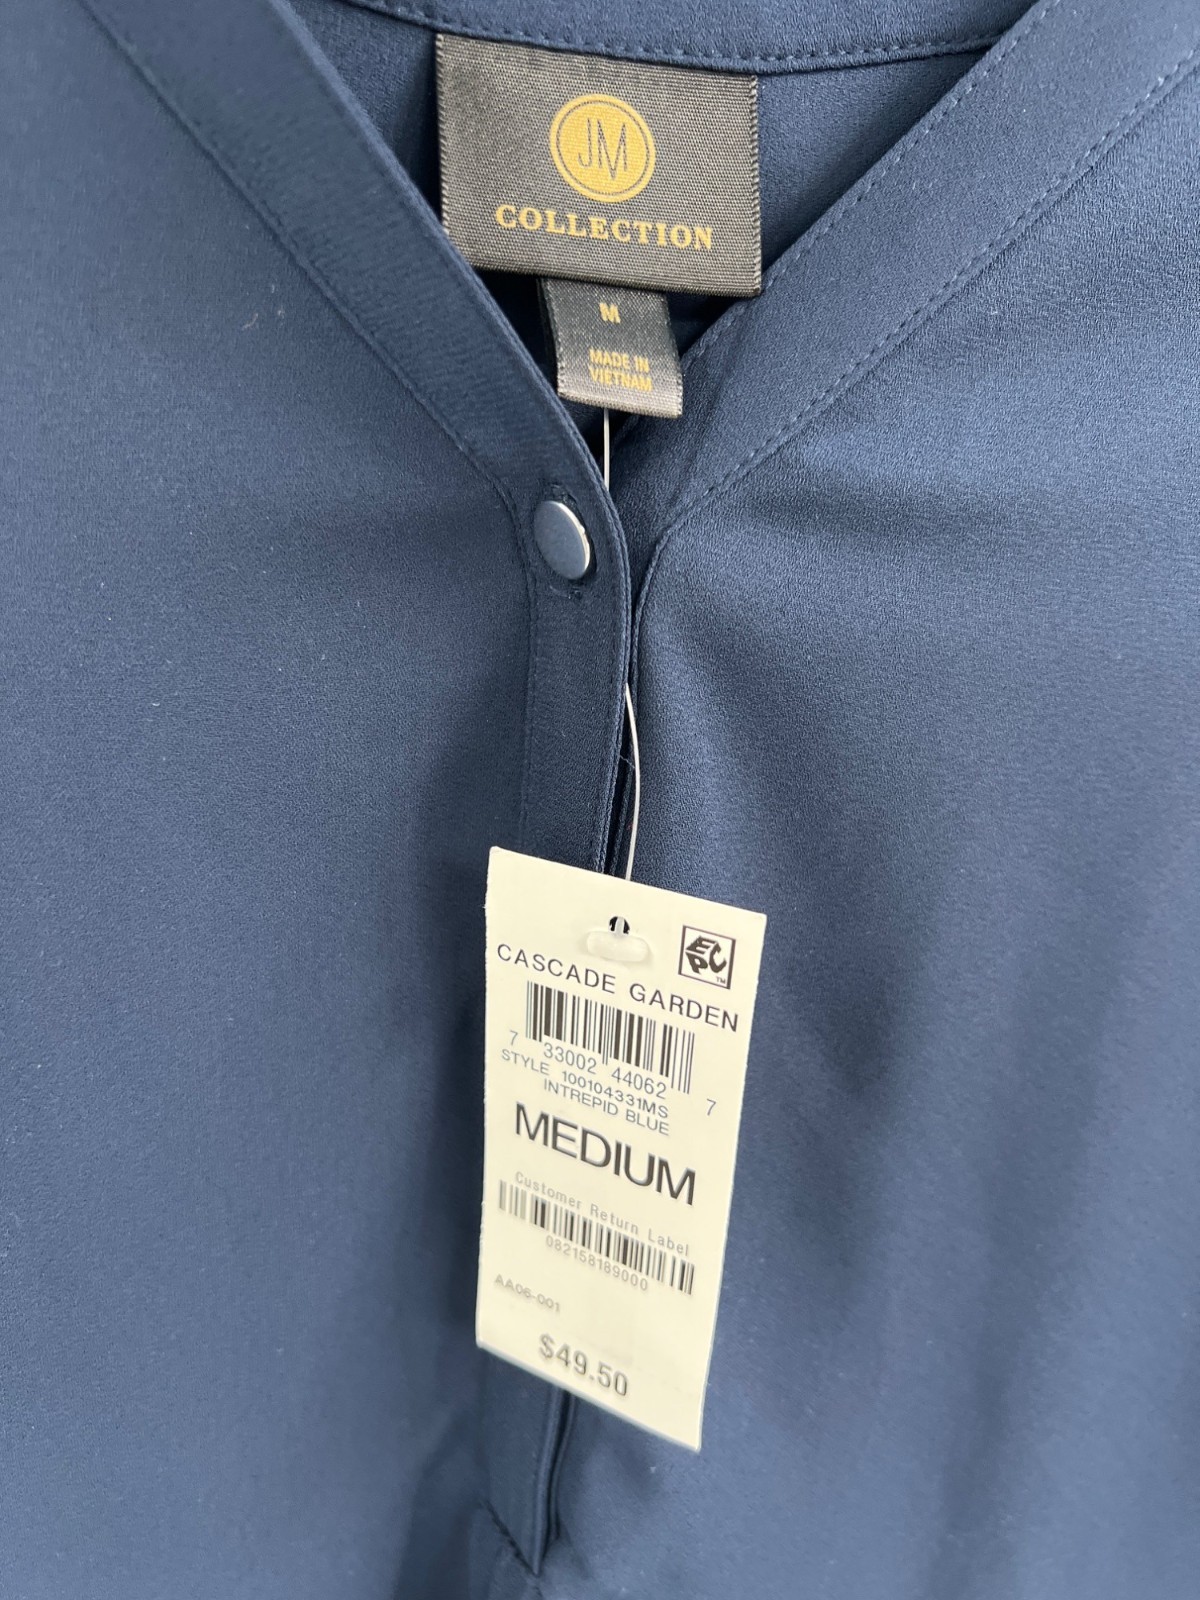 JM
COLLECTION
M
MADE IN
VIETNAM
ECPC™
CASCADE GARDEN
7 33002 44062 7
STYLE 100104331MS
INTREPID BLUE
MEDIUM
Customer Return Label
082158189000
AA06-001
$49.50